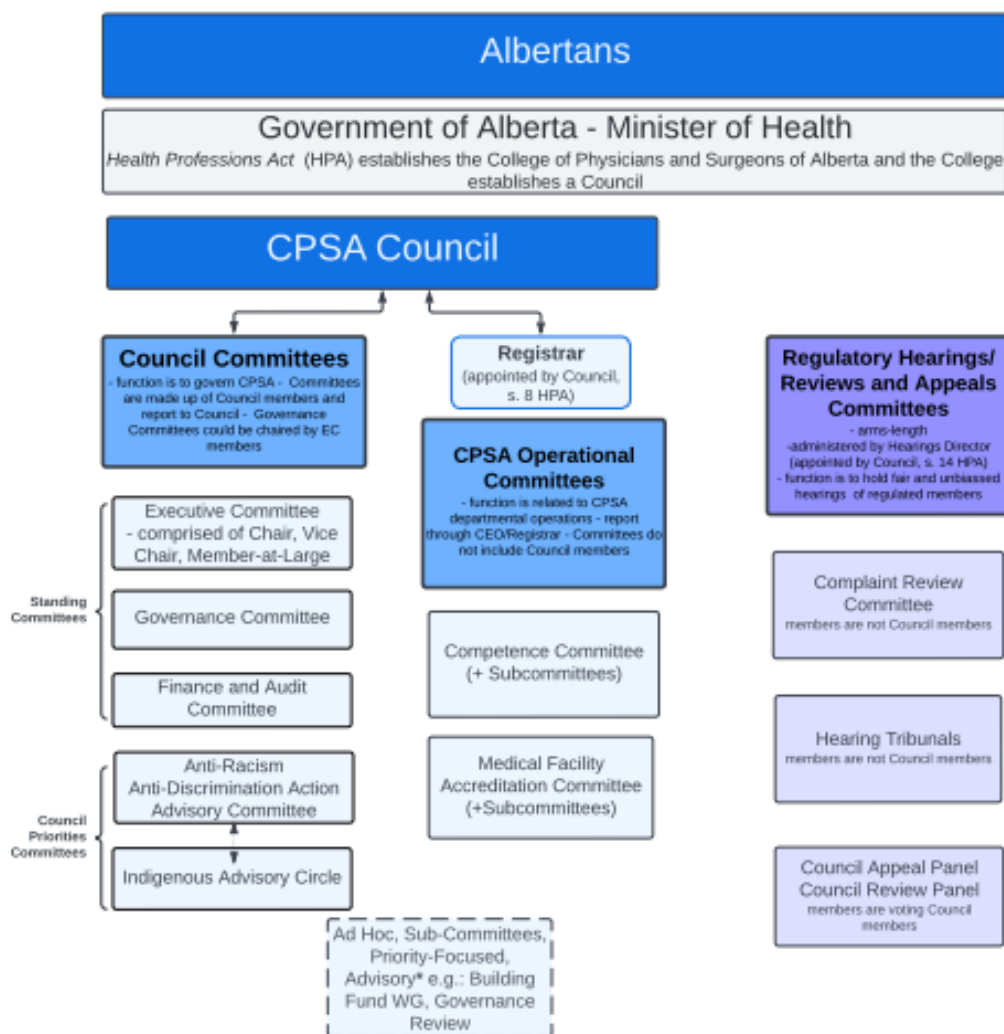 Albertans
Government of Alberta - Minister of Health
Health Professions Act (HPA) establishes the College of Physicians and Surgeons of Alberta and the College
establishes a Council
CPSA Council
Council Committees
- function is to govern CPSA - Committees
are made up of Council members and
report to Council - Governance
Committees could be chaired by EC
members
Registrar
(appointed by Council,
s. 8 HPA)
Regulatory Hearings/
Reviews and Appeals
Committees
- arms-length
-administered by Hearings Director
(appointed by Council, s. 14 HPA)
- function is to hold fair and unbiassed
hearings of regulated members
CPSA Operational
Committees
- function is related to CPSA
departmental operations - report
through CEO/Registrar - Committees do
not include Council members
Standing
Committees
Executive Committee
- comprised of Chair, Vice
Chair, Member-at-Large
Governance Committee
Finance and Audit
Committee
Council
Priorities
Committees
Anti-Racism
Anti-Discrimination Action
Advisory Committee
Indigenous Advisory Circle
Competence Committee
(+ Subcommittees)
Medical Facility
Accreditation Committee
(+Subcommittees)
Complaint Review
Committee
members are not Council members
Hearing Tribunals
members are not Council members
Council Appeal Panel
Council Review Panel
members are voting Council
members
Ad Hoc, Sub-Committees,
Priority-Focused,
Advisory* e.g.: Building
Fund WG, Governance
Review